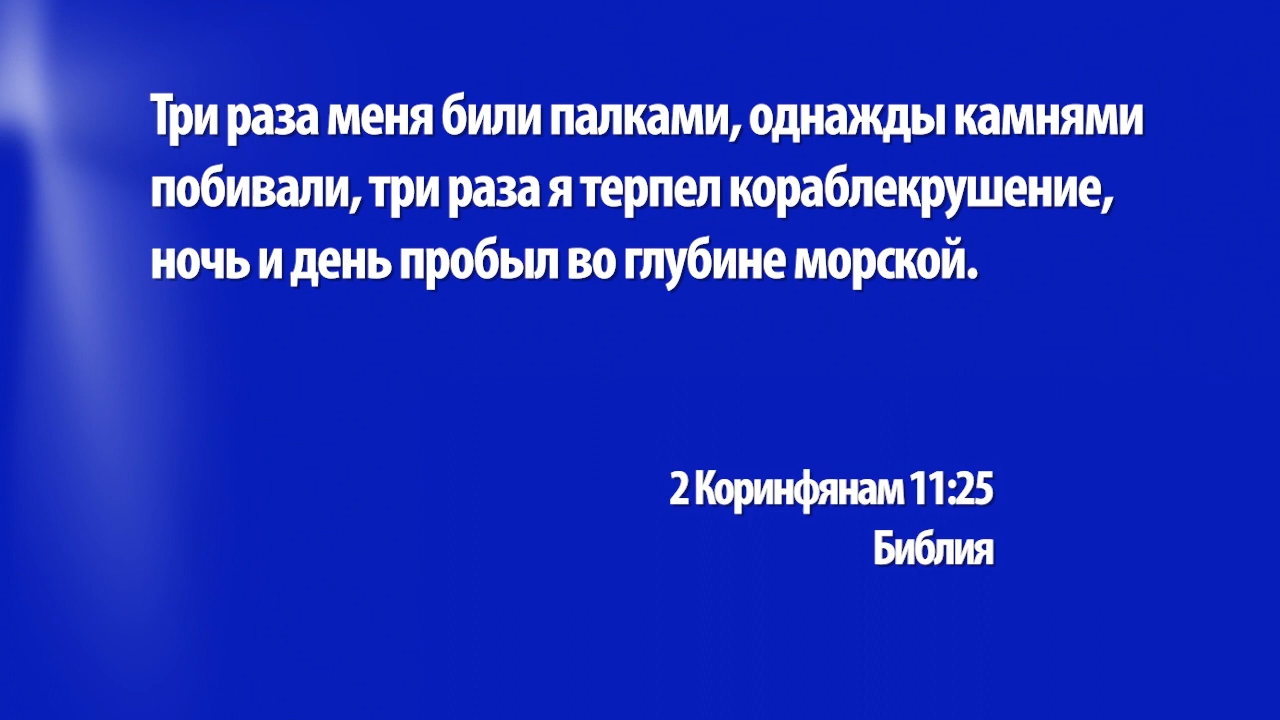 Три раза меня били палками, однажды камнями
побивали, три раза я терпел кораблекрушение,
ночь и день пробыл во глубине морской.
2 Коринфянам 11:25
Библия